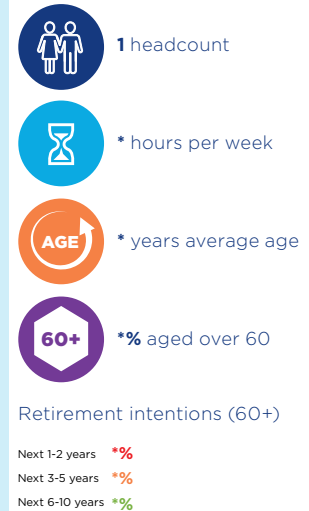 1 headcount
* hours per week
AGE
* years average age
60+
*% aged over 60
Retirement intentions (60+)
Next 1-2 years *%
Next 3-5 years *%
Next 6-10 years *%